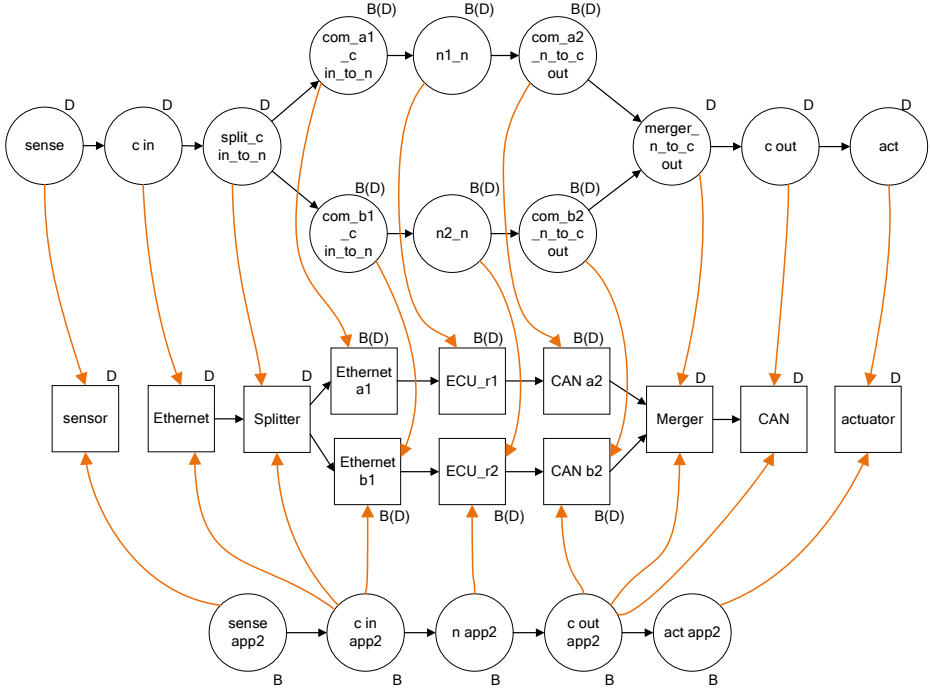 B(D)
B(D)
B(D)
com_a1
_c
in_to_n
n1_n
com_a2
_n_to_c
out
D
D
D
D
D
D
sense
c in
split_c
in_to_n
merger_
n_to_c
out
c out
act
B(D)
B(D)
B(D)
com_b1
_c
in_to_n
n2_n
com_b2
_n_to_c
out
B(D)
B(D)
B(D)
Ethernet
a1
ECU_r1
CAN a2
D
D
D
D
D
D
sensor
Ethernet
Splitter
Merger
CAN
actuator
Ethernet
b1
ECU_r2
CAN b2
B(D)
B(D)
B(D)
sense
app2
c in
app2
n app2
c out
app2
act app2
B
B
B
B
B